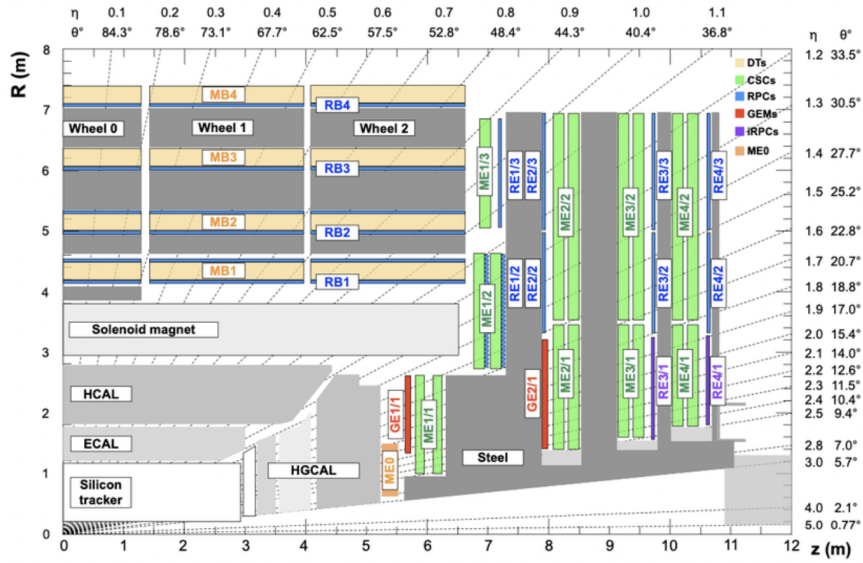 η 0.1 0.2 0.3 0.4 0.5 0.6 0.7 0.8 0.9 1.0 1.1 η θ°
θ° 84.3° 78.6° 73.1° 67.7° 62.5° 57.5° 52.8° 48.4° 44.3° 40.4° 36.8°
R (m)
8
7
6
5
4
3
2
1
0
1.2 33.5°
1.3 30.5°
1.4 27.7°
1.5 25.2°
1.6 22.8°
1.7 20.7°
1.8 18.8°
1.9 17.0°
2.0 15.4°
2.1 14.0°
2.2 12.6°
2.3 11.5°
2.4 10.4°
2.5 9.4°
2.8 7.0°
3.0 5.7°
4.0 2.1°
5.0 0.77°
DTs
CSCs
RPCs
GEMs
iRPCs
ME0
MB4
RB4
Wheel 0
Wheel 1
Wheel 2
MB3
RB3
MB2
RB2
MB1
RB1
Solenoid magnet
HCAL
ECAL
Silicon
tracker
HGCAL
Steel
ME1/3
RE1/3
RE2/3
ME2/2
ME3/2
RE3/3
ME4/2
RE4/3
ME1/2
RE1/2
RE2/2
RE3/2
RE4/2
GE1/1
ME1/1
ME0
GE2/1
ME2/1
ME3/1
RE3/1
ME4/1
RE4/1
0 1 2 3 4 5 6 7 8 9 10 11 12
z (m)